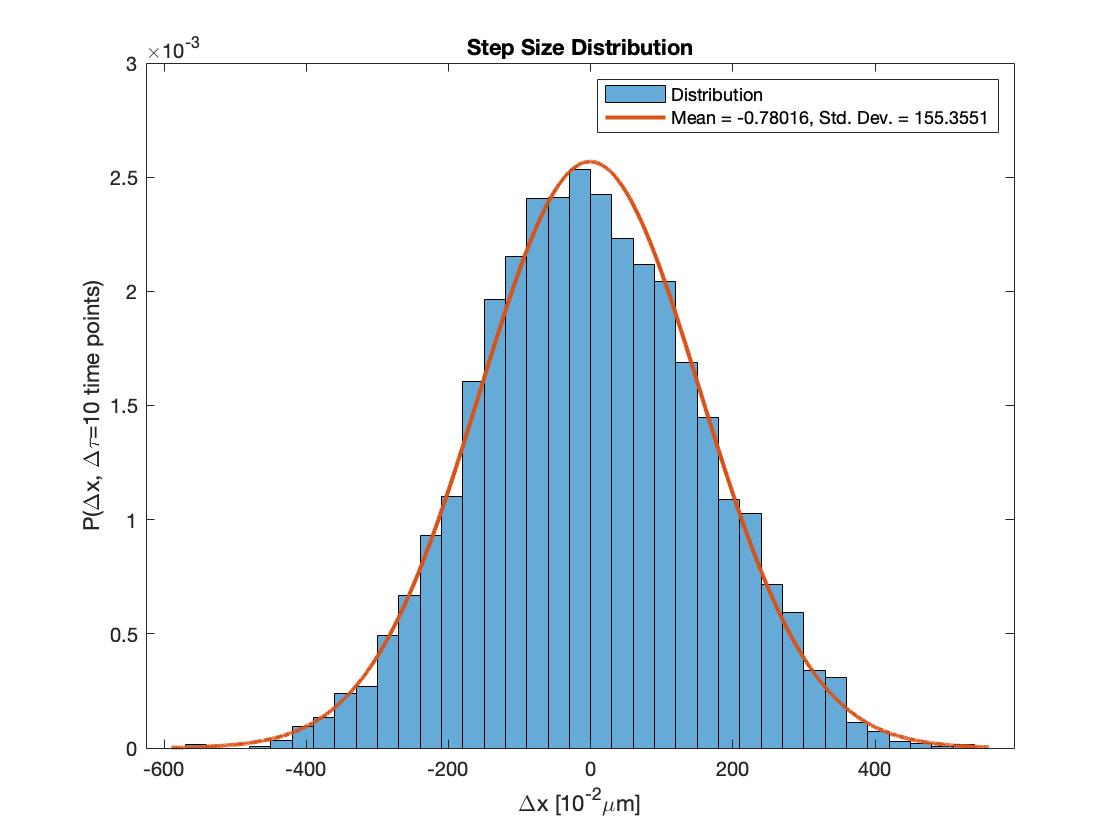 Step Size Distribution
×10⁻³
Distribution
Mean = -0.78016, Std. Dev. = 155.3551
3
2.5
2
1.5
1
0.5
0
P(Δx, Δτ=10 time points)
-600 -400 -200 0 200 400
Δx [10⁻²μm]